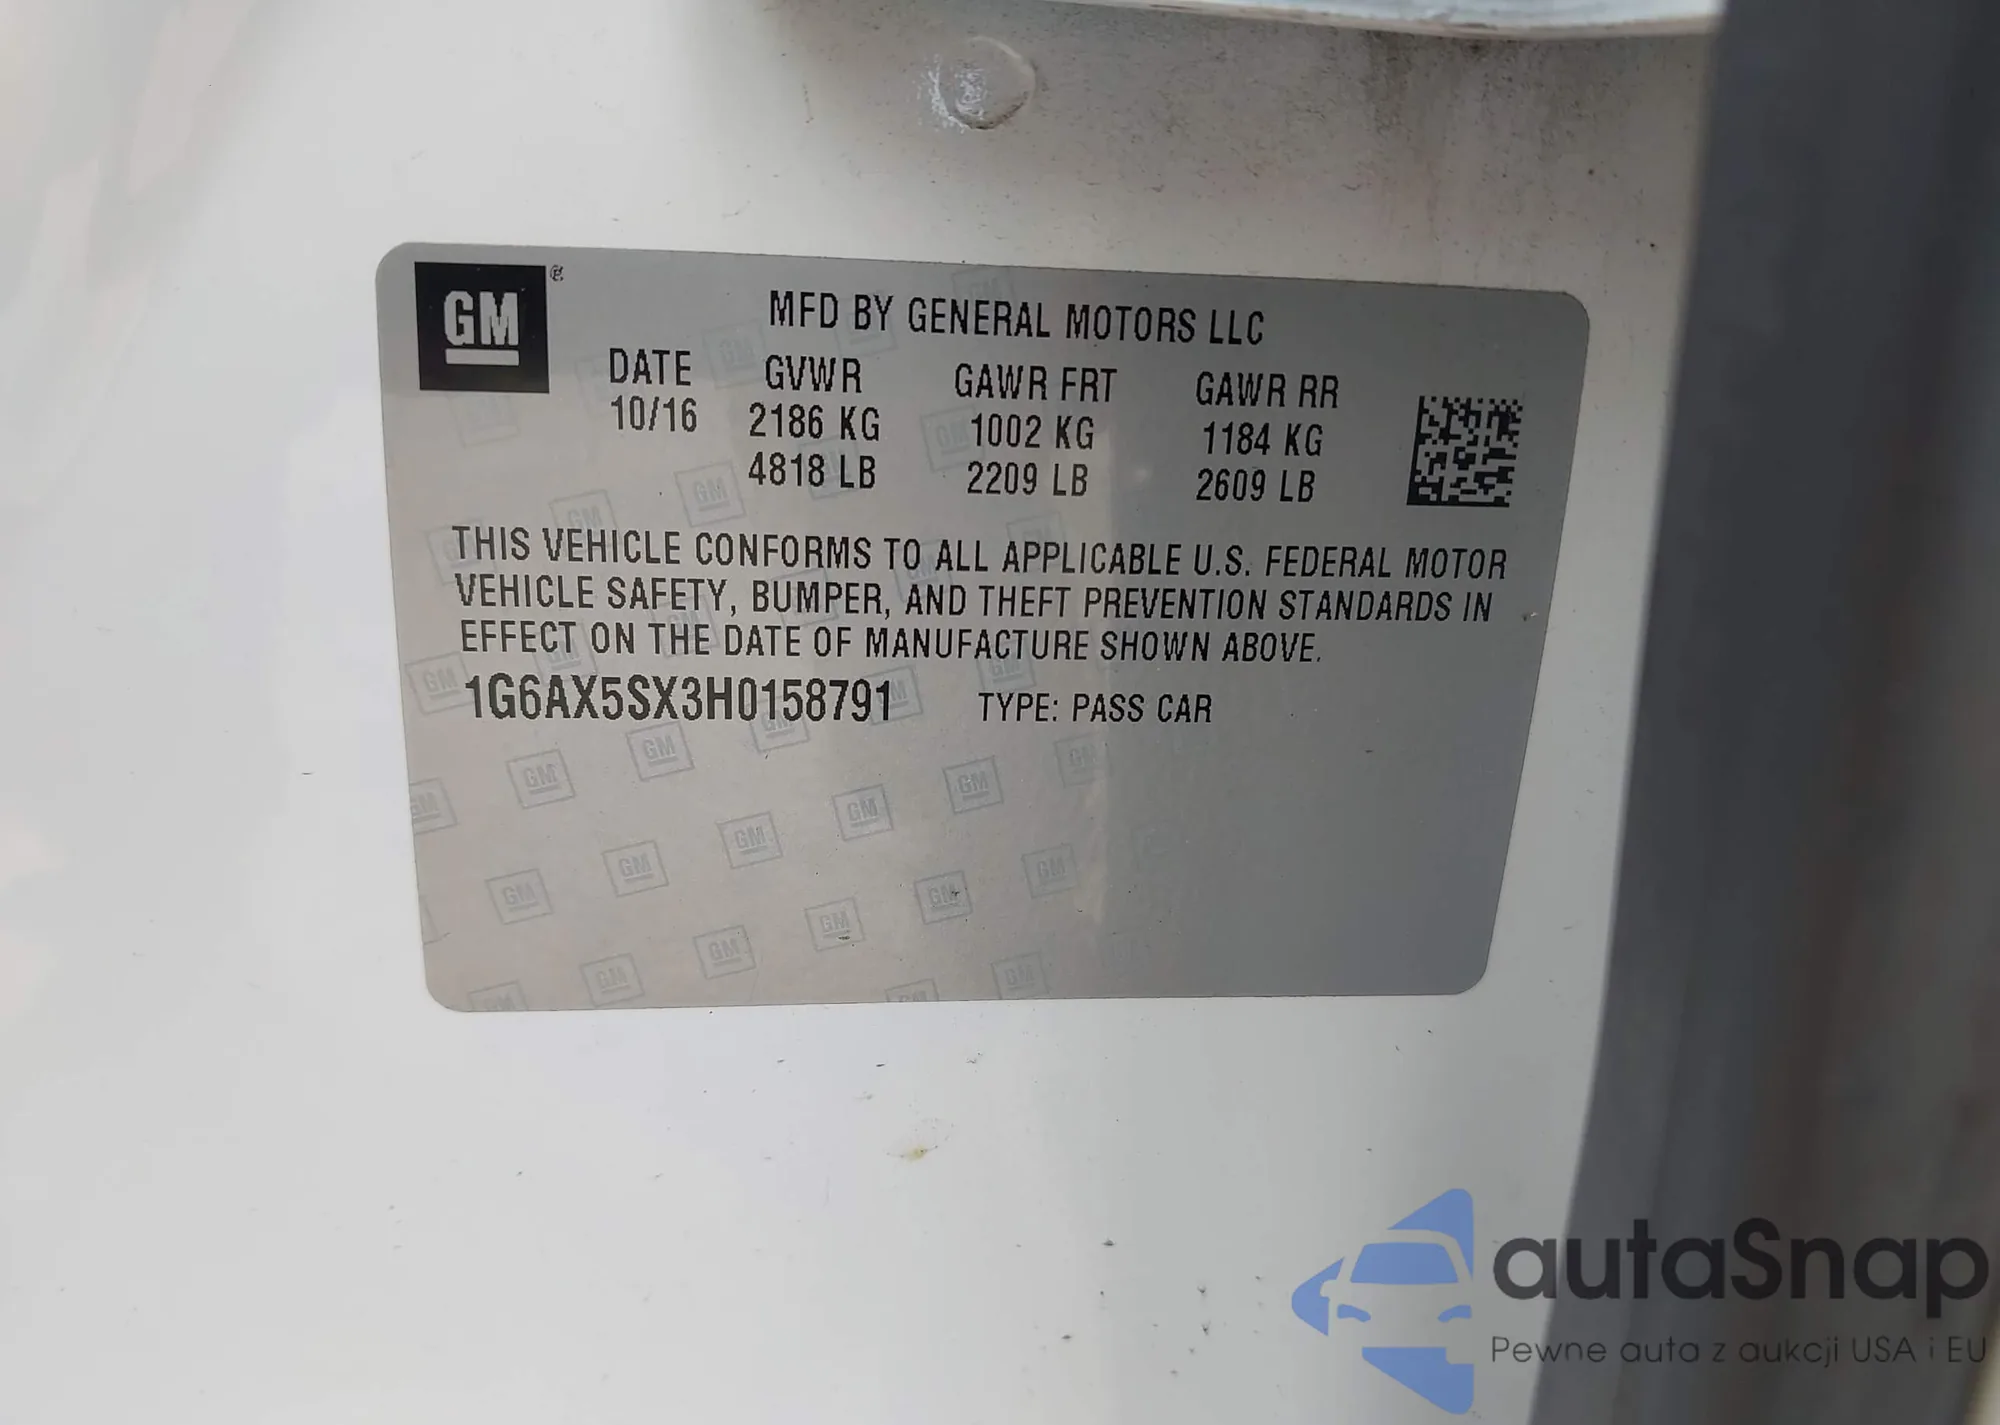 GM
MFD BY GENERAL MOTORS LLC
DATE GVWR GAWR FRT GAWR RR
10/16 2186 KG 1002 KG 1184 KG
4818 LB 2209 LB 2609 LB
THIS VEHICLE CONFORMS TO ALL APPLICABLE U.S. FEDERAL MOTOR
VEHICLE SAFETY, BUMPER, AND THEFT PREVENTION STANDARDS IN
EFFECT ON THE DATE OF MANUFACTURE SHOWN ABOVE.
1G6AX5SX3H0158791 TYPE: PASS CAR
autoSnap
Pewne auta z aukcji USA i EU